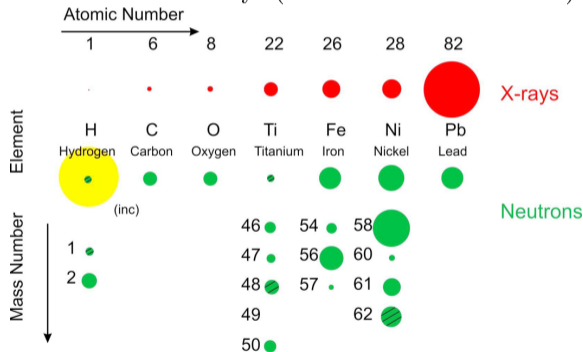 Atomic Number
1 6 8 22 26 28 82
X-rays
H C O Ti Fe Ni Pb
Hydrogen Carbon Oxygen Titanium Iron Nickel Lead
Element
(inc)
Neutrons
Mass Number
46 54 58
1 47 56 60
2 48 57 61
49 62
50